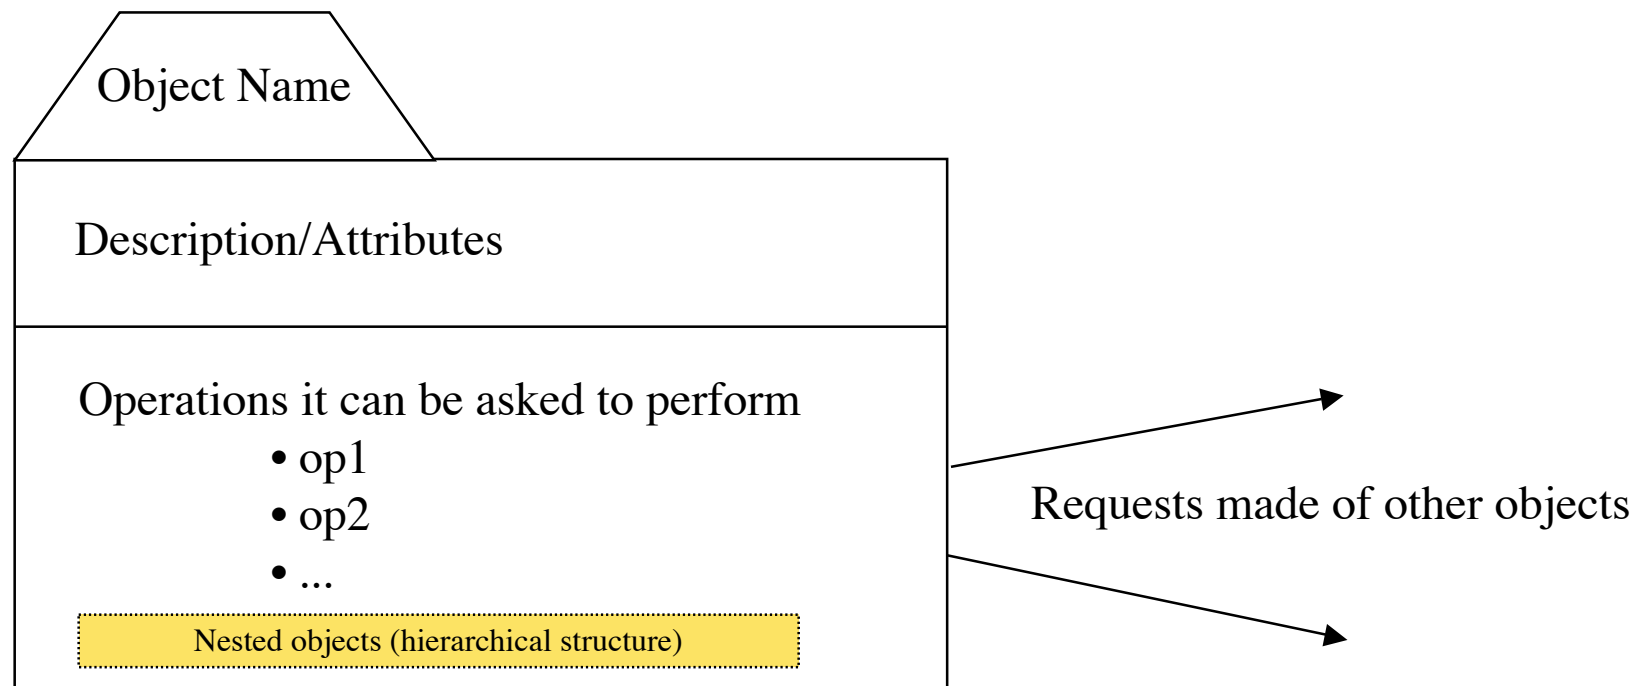 Object Name
Description/Attributes
Operations it can be asked to perform
• op1
• op2
• ...
Requests made of other objects
Nested objects (hierarchical structure)